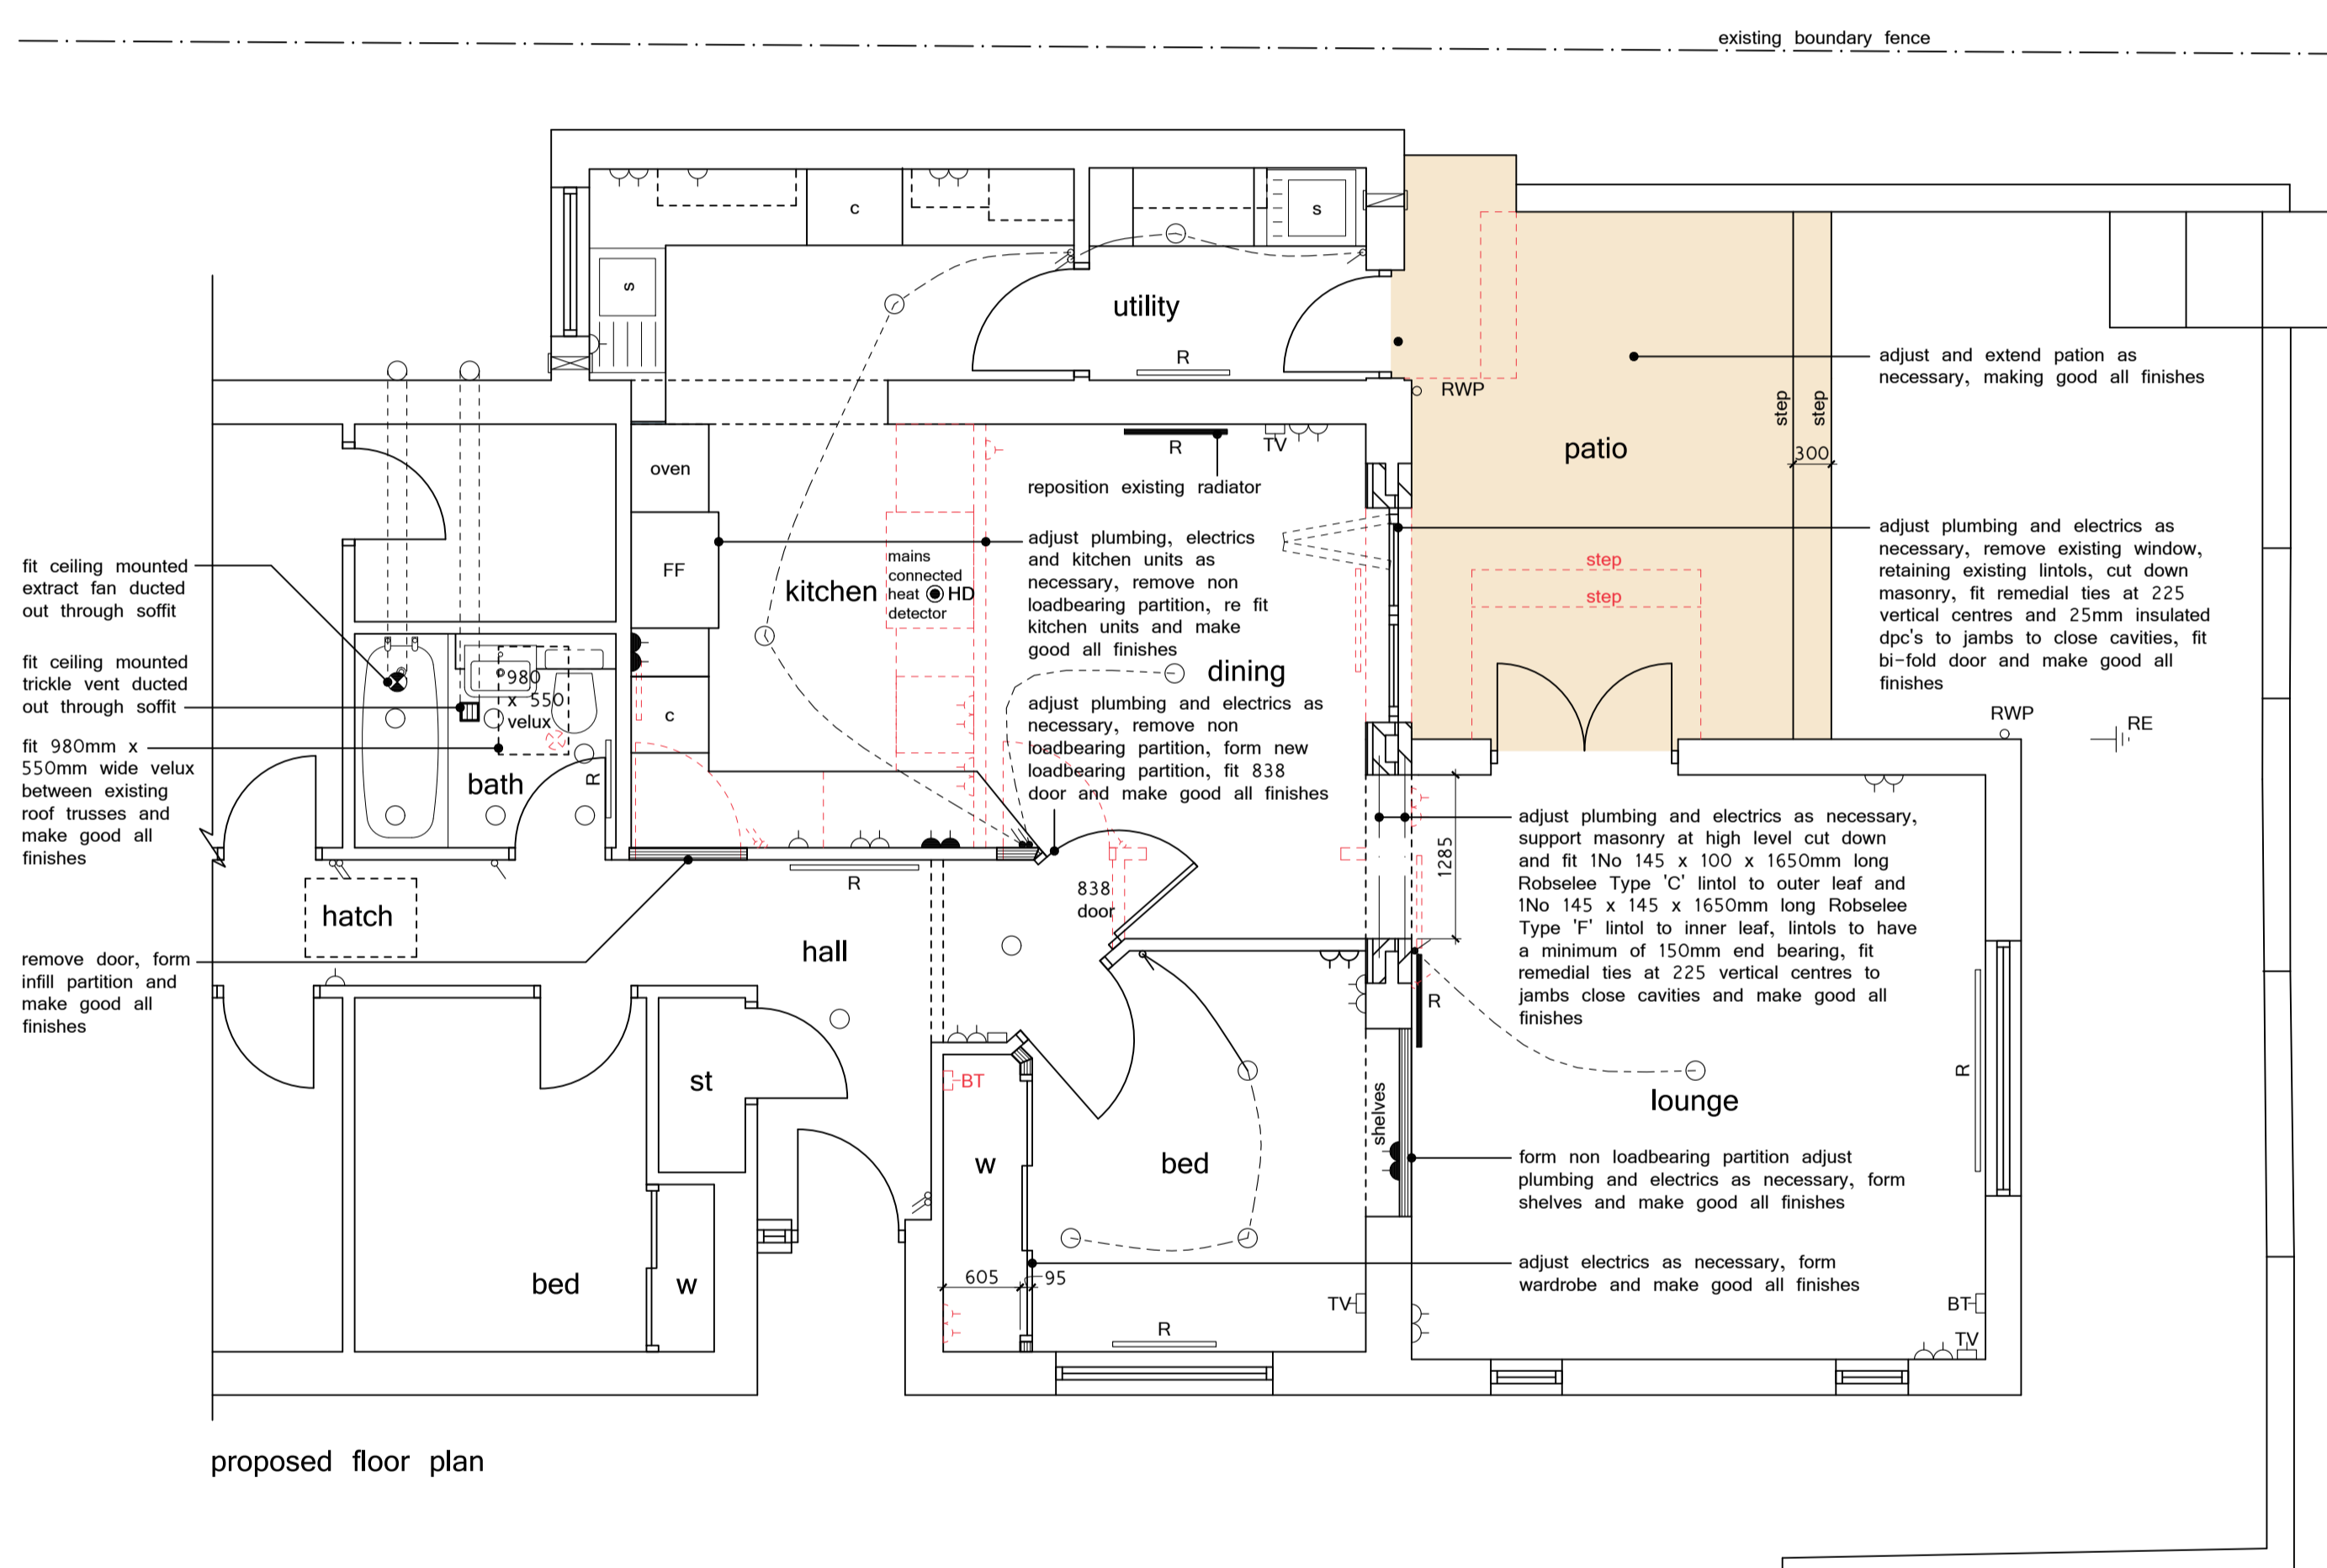 existing boundary fence
c
s
s
utility
R
RWP
adjust and extend pation as
necessary, making good all finishes
step
step
300
patio
oven
R
TV
reposition existing radiator
FF
kitchen
mains
connected
heat
detector
HD
adjust plumbing, electrics
and kitchen units as
necessary, remove non
loadbearing partition, re fit
kitchen units and make
good all finishes
dining
adjust plumbing and electrics as
necessary, remove non
loadbearing partition, form new
loadbearing partition, fit 838
door and make good all finishes
step
step
adjust plumbing and electrics as
necessary, remove existing window,
retaining existing lintols, cut down
masonry, fit remedial ties at 225
vertical centres and 25mm insulated
dpc's to jambs to close cavities, fit
bi-fold door and make good all
finishes
RWP
RE
fit ceiling mounted
extract fan ducted
out through soffit
fit ceiling mounted
trickle vent ducted
out through soffit
fit 980mm x
550mm wide velux
between existing
roof trusses and
make good all
finishes
980
x 550
velux
bath
R
c
R
838
door
1285
hatch
hall
remove door, form
infill partition and
make good all
finishes
adjust plumbing and electrics as necessary,
support masonry at high level cut down
and fit 1No 145 x 100 x 1650mm long
Robselee Type 'C' lintol to outer leaf and
1No 145 x 145 x 1650mm long Robselee
Type 'F' lintol to inner leaf, lintols to have
a minimum of 150mm end bearing, fit
remedial ties at 225 vertical centres to
jambs close cavities and make good all
finishes
R
R
st
BT
shelves
lounge
w
bed
form non loadbearing partition adjust
plumbing and electrics as necessary, form
shelves and make good all finishes
bed
w
605
95
adjust electrics as necessary, form
wardrobe and make good all finishes
TV
R
BT
TV
proposed floor plan